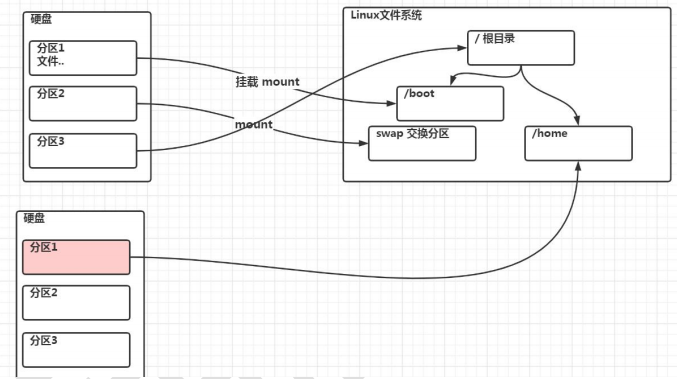 硬盘
分区1
文件..
分区2
分区3
挂载 mount
mount
Linux文件系统
/ 根目录
/boot
swap 交换分区
/home
硬盘
分区1
分区2
分区3